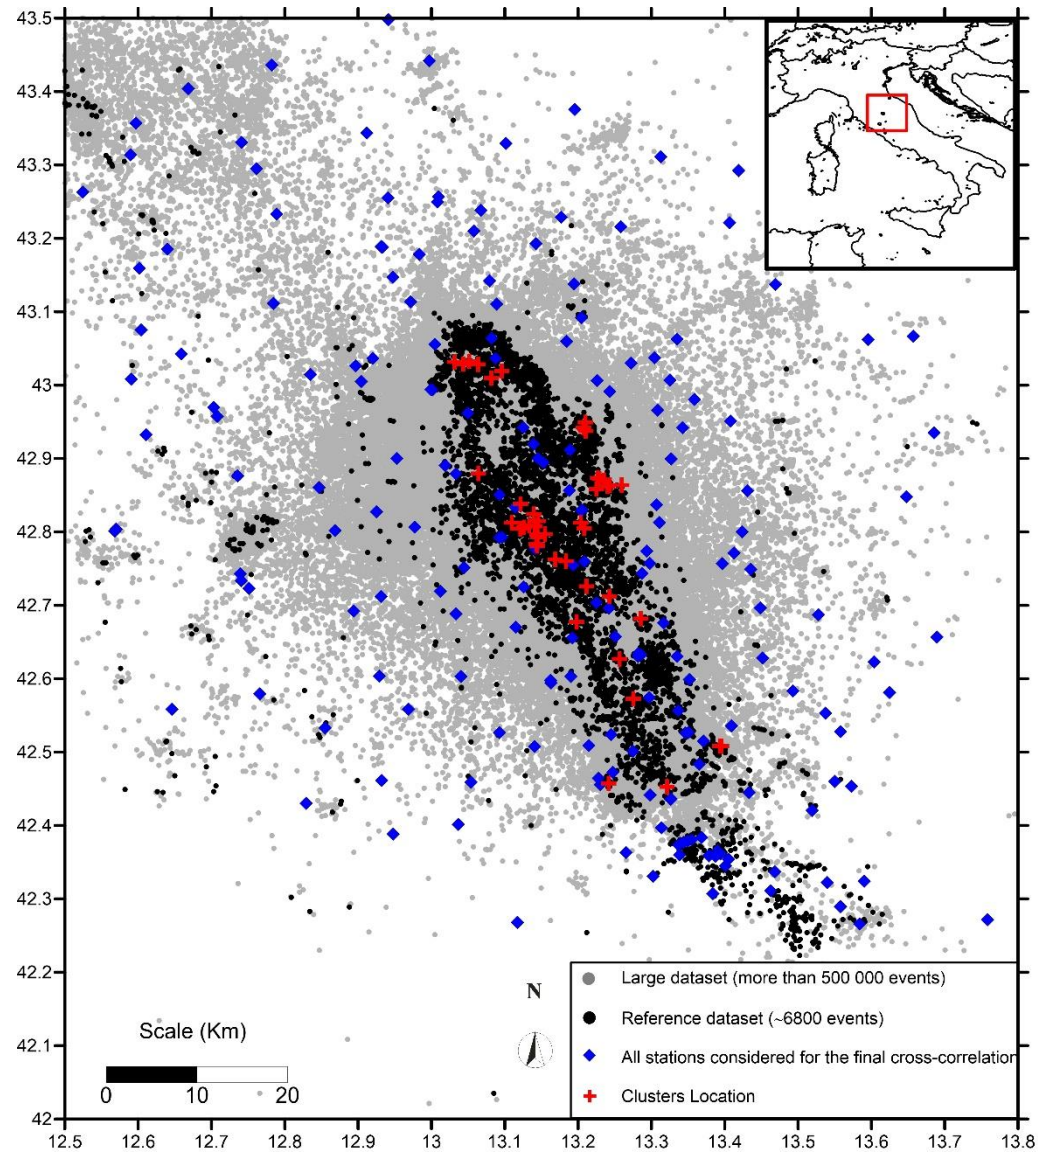 43.5
43.4
43.3
43.2
43.1
43
42.9
42.8
42.7
42.6
42.5
42.4
42.3
42.2
42.1
42
N
Scale (Km)
0 10 20
Large dataset (more than 500 000 events)
Reference dataset (~6800 events)
All stations considered for the final cross-correlation
Clusters Location
12.5 12.6 12.7 12.8 12.9 13 13.1 13.2 13.3 13.4 13.5 13.6 13.7 13.8